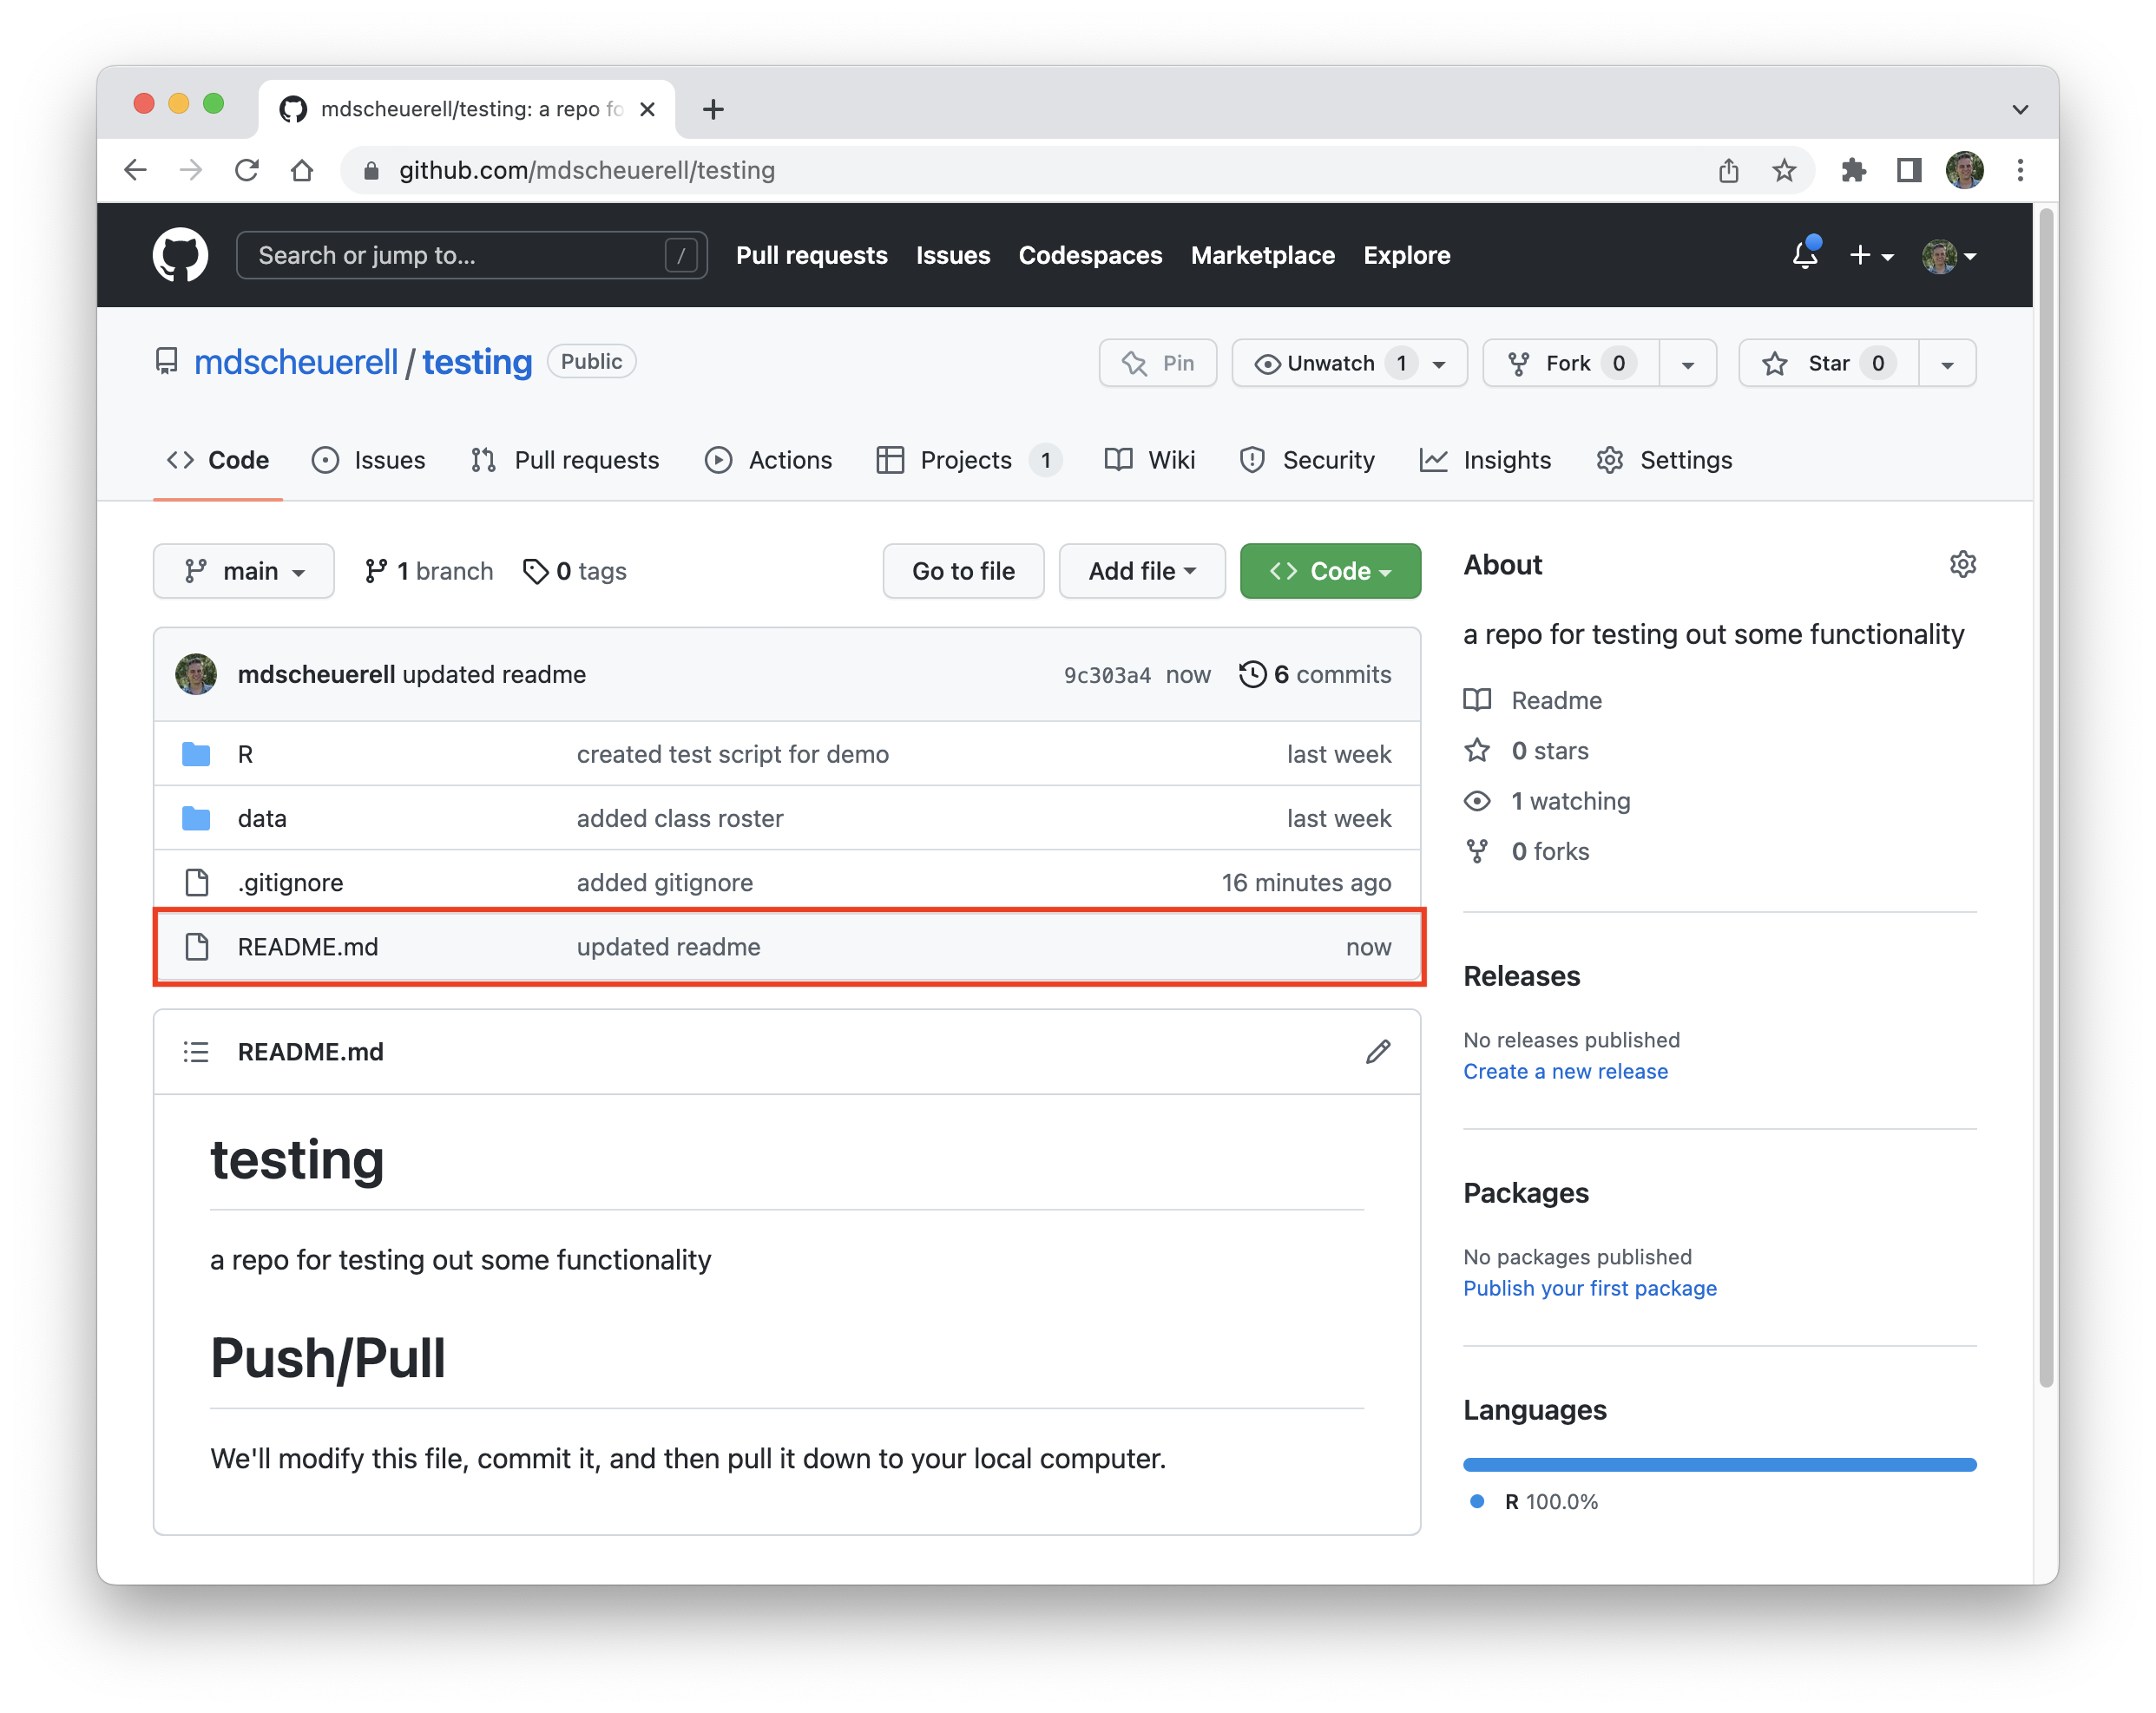 mdscheuerell/testing: a repo fo
github.com/mdscheuerell/testing
Search or jump to... /
Pull requests Issues Codespaces Marketplace Explore
mdscheuerell / testing Public
Pin Unwatch 1 Fork 0 Star 0
Code Issues Pull requests Actions Projects 1 Wiki Security Insights Settings
main 1 branch 0 tags Go to file Add file Code
mdscheuerell updated readme 9c303a4 now 6 commits
R created test script for demo last week
data added class roster last week
.gitignore added gitignore 16 minutes ago
README.md updated readme now
README.md
testing
a repo for testing out some functionality
Push/Pull
We'll modify this file, commit it, and then pull it down to your local computer.
About
a repo for testing out some functionality
Readme
0 stars
1 watching
0 forks
Releases
No releases published
Create a new release
Packages
No packages published
Publish your first package
Languages
R 100.0%